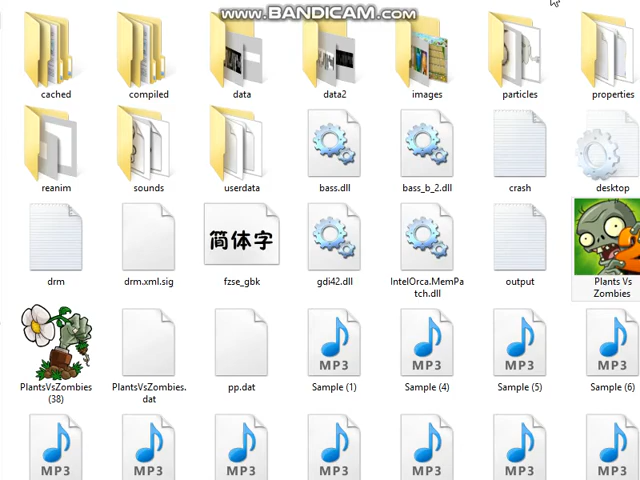 www.BANDICAM.com
cached
compiled
data
data2
images
particles
properties
reanim
sounds
userdata
bass.dll
bass_b_2.dll
crash
desktop
简体字
drm
drm.xml.sig
fzse_gbk
gdi42.dll
IntelOrca.MemPa
tch.dll
output
Plants Vs
Zombies
MP3
MP3
MP3
MP3
PlantsVsZombies
(38)
PlantsVsZombies.
dat
pp.dat
Sample (1)
Sample (4)
Sample (5)
Sample (6)
MP3
MP3
MP3
MP3
MP3
MP3
MP3